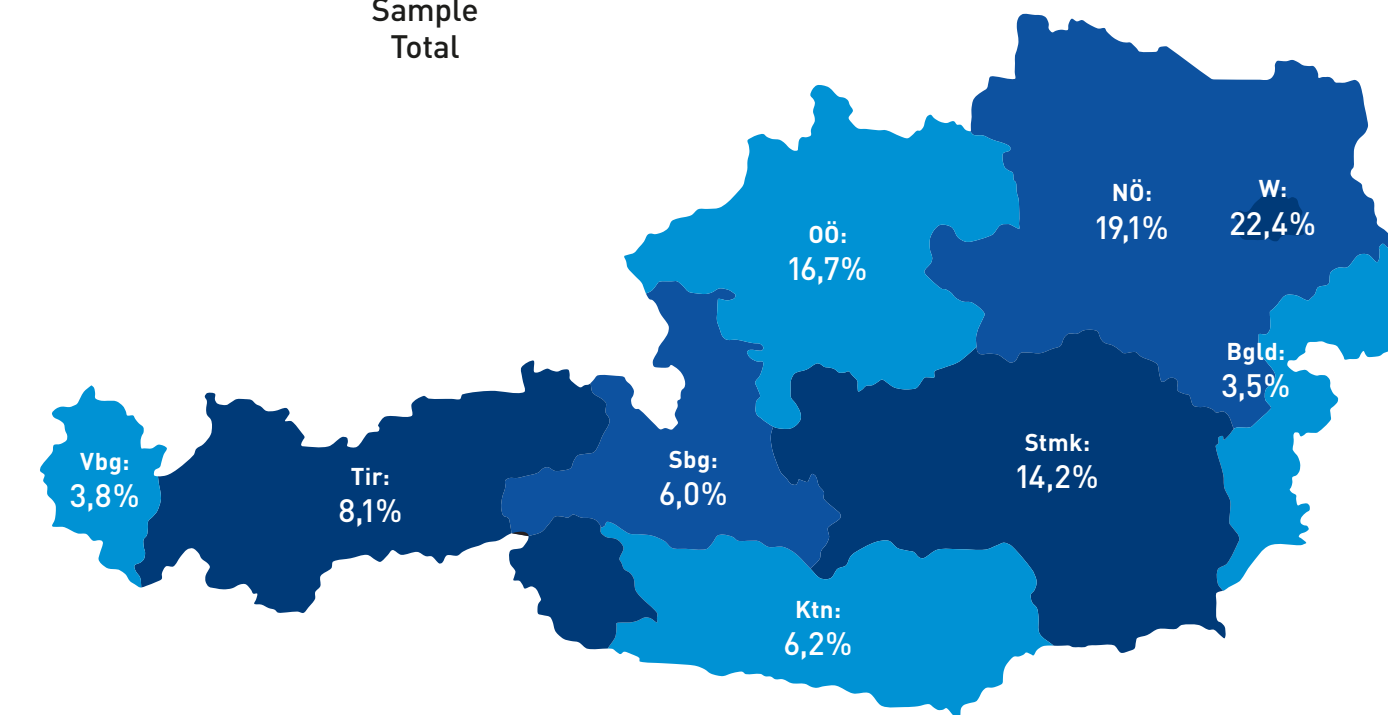 Sample
Total
NÖ:
19,1%
W:
22,4%
OÖ:
16,7%
Bgld:
3,5%
Stmk:
14,2%
Vbg:
3,8%
Tir:
8,1%
Sbg:
6,0%
Ktn:
6,2%